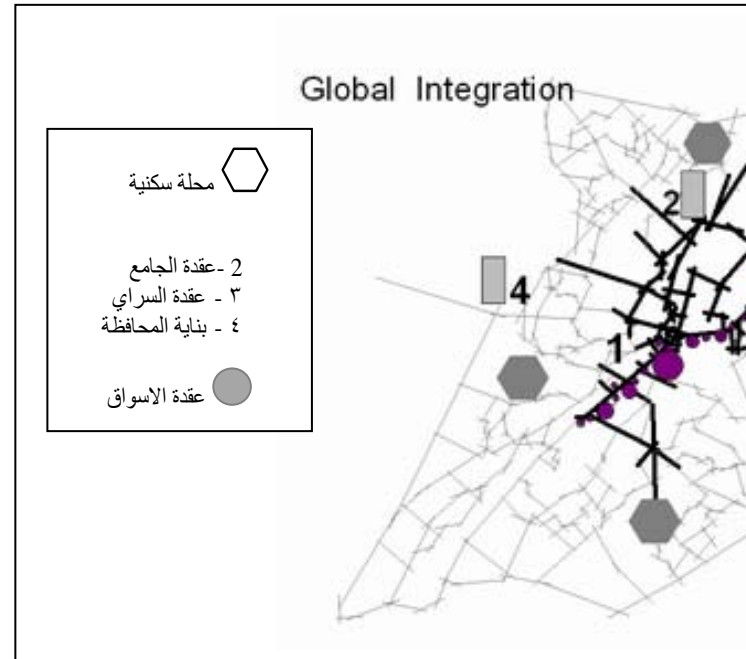 Global Integration
محلة سكنية
2 -عقدة الجامع
٣ - عقدة السراي
٤ - بناية المحافظة
عقدة الاسواق
2
4
1